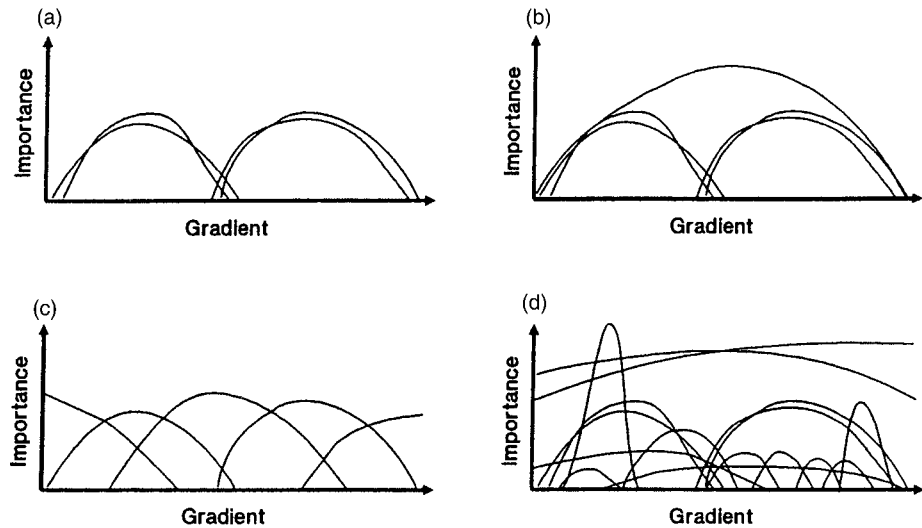 (a)
Importance
Gradient
(b)
Importance
Gradient
(c)
Importance
Gradient
(d)
Importance
Gradient